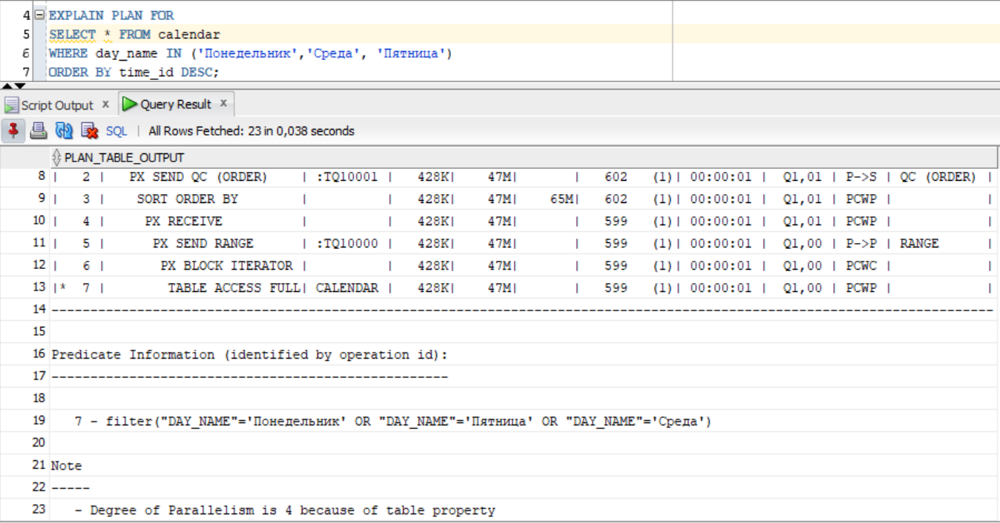 4 EXPLAIN PLAN FOR
5 SELECT * FROM calendar
6 WHERE day_name IN ('Понедельник','Среда', 'Пятница')
7 ORDER BY time_id DESC;
Script Output x Query Result x
SQL | All Rows Fetched: 23 in 0,038 seconds
PLAN_TABLE_OUTPUT
8 |   2 |    PX SEND QC (ORDER)    | :TQ10001 |   428K|    47M|       |   602   (1)| 00:00:01 |  Q1,01 | P->S | QC (ORDER) |
9 |   3 |     SORT ORDER BY        |          |   428K|    47M|    65M|   602   (1)| 00:00:01 |  Q1,01 | PCWP |            |
10 |   4 |      PX RECEIVE          |          |   428K|    47M|       |   599   (1)| 00:00:01 |  Q1,01 | PCWP |            |
11 |   5 |       PX SEND RANGE      | :TQ10000 |   428K|    47M|       |   599   (1)| 00:00:01 |  Q1,00 | P->P | RANGE      |
12 |   6 |        PX BLOCK ITERATOR |          |   428K|    47M|       |   599   (1)| 00:00:01 |  Q1,00 | PCWC |            |
13 |*  7 |         TABLE ACCESS FULL| CALENDAR |   428K|    47M|       |   599   (1)| 00:00:01 |  Q1,00 | PCWP |            |
14 --------------------------------------------------------------------------------------------------------------------------
15
16 Predicate Information (identified by operation id):
17 ---------------------------------------------------
18
19    7 - filter("DAY_NAME"='Понедельник' OR "DAY_NAME"='Пятница' OR "DAY_NAME"='Среда')
20
21 Note
22 -----
23    - Degree of Parallelism is 4 because of table property